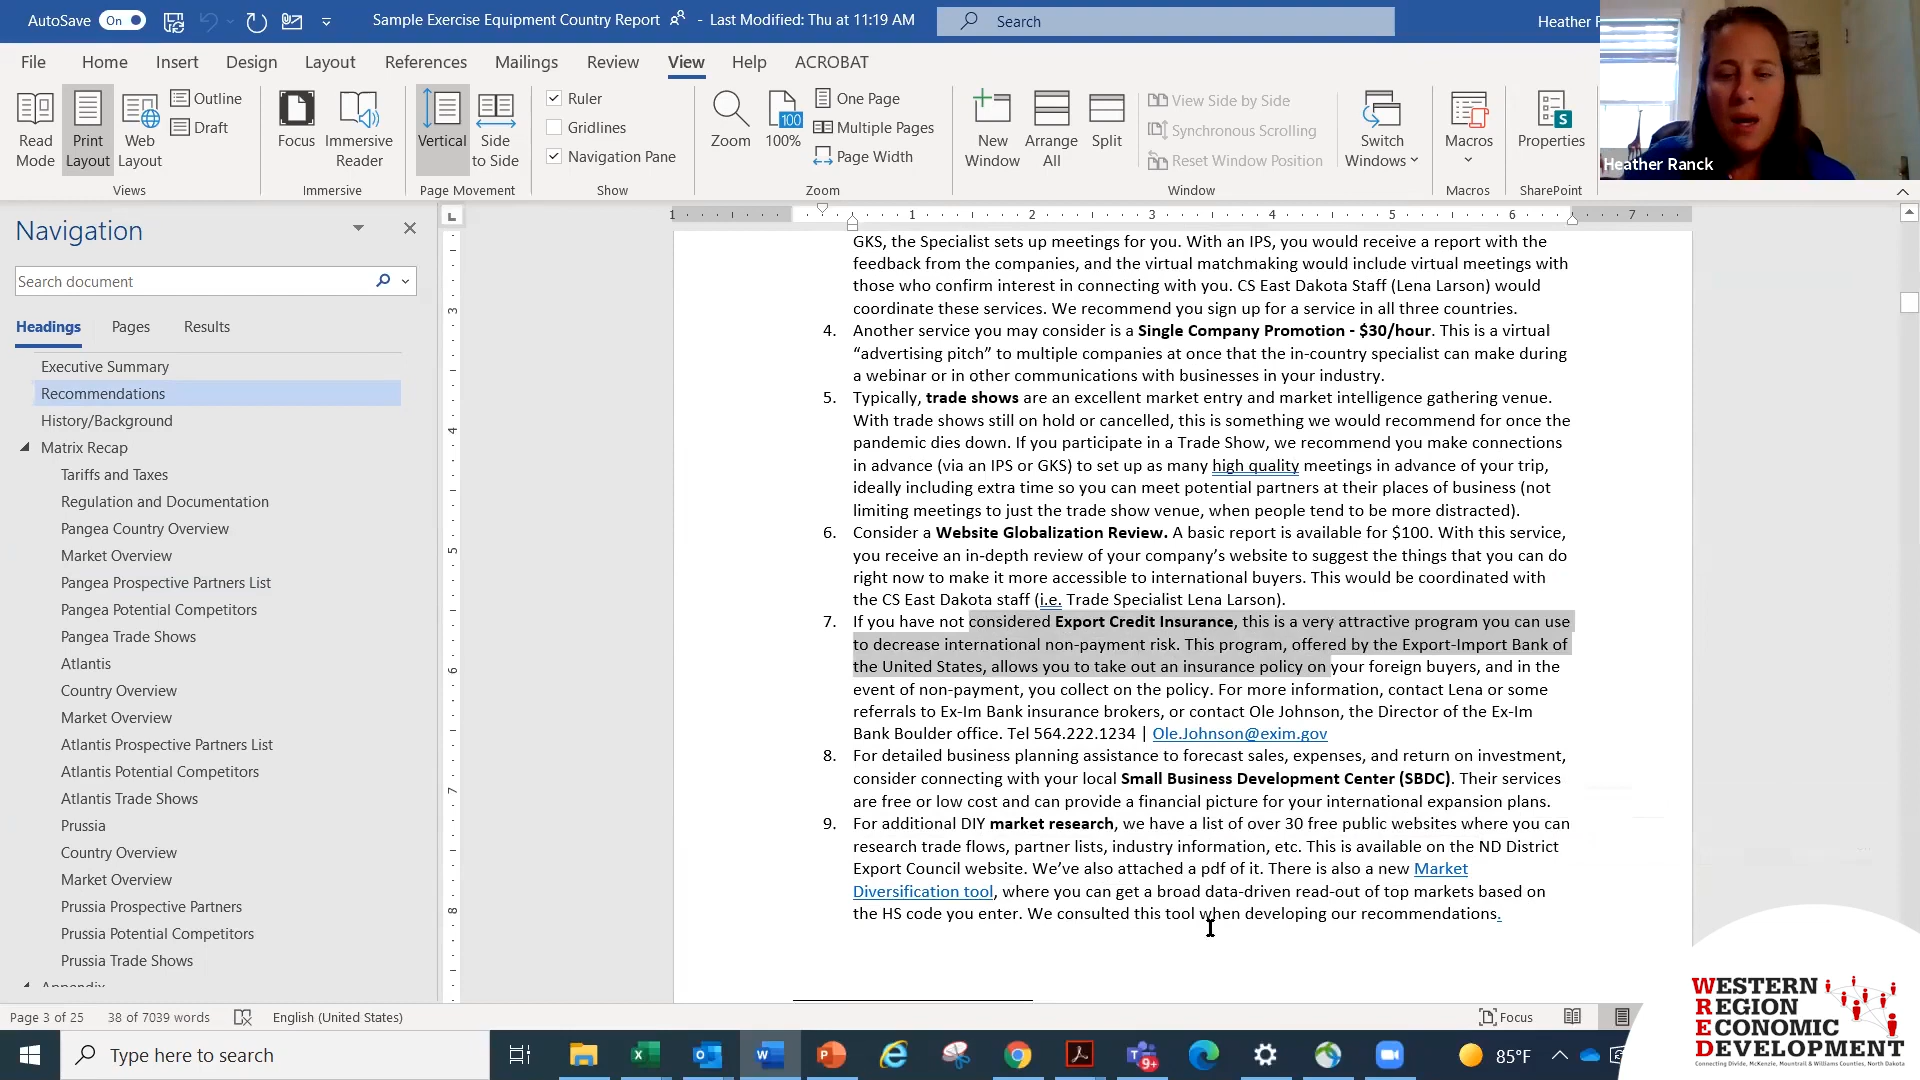 AutoSave On
Sample Exercise Equipment Country Report - Last Modified: Thu at 11:19 AM
Search
Heather
File Home Insert Design Layout References Mailings Review View Help ACROBAT
Read Mode
Print Layout
Web Layout
Outline
Draft
Views
Focus
Immersive Reader
Immersive
Vertical
Side to Side
Page Movement
Ruler
Gridlines
Navigation Pane
Show
Zoom
100
100%
One Page
Multiple Pages
Page Width
Zoom
New Window
Arrange All
Split
View Side by Side
Synchronous Scrolling
Reset Window Position
Switch Windows
Window
Macros
Macros
S
Properties
SharePoint
Heather Ranck
Navigation
Search document
Headings Pages Results
Executive Summary
Recommendations
History/Background
Matrix Recap
Tariffs and Taxes
Regulation and Documentation
Pangea Country Overview
Market Overview
Pangea Prospective Partners List
Pangea Potential Competitors
Pangea Trade Shows
Atlantis
Country Overview
Market Overview
Atlantis Prospective Partners List
Atlantis Potential Competitors
Atlantis Trade Shows
Prussia
Country Overview
Market Overview
Prussia Prospective Partners
Prussia Potential Competitors
Prussia Trade Shows
Appendix
L
1 1 2 3 4 5 6 7
3
4
5
6
7
8
GKS, the Specialist sets up meetings for you. With an IPS, you would receive a report with the
feedback from the companies, and the virtual matchmaking would include virtual meetings with
those who confirm interest in connecting with you. CS East Dakota Staff (Lena Larson) would
coordinate these services. We recommend you sign up for a service in all three countries.
4. Another service you may consider is a Single Company Promotion - $30/hour. This is a virtual
“advertising pitch” to multiple companies at once that the in-country specialist can make during
a webinar or in other communications with businesses in your industry.
5. Typically, trade shows are an excellent market entry and market intelligence gathering venue.
With trade shows still on hold or cancelled, this is something we would recommend for once the
pandemic dies down. If you participate in a Trade Show, we recommend you make connections
in advance (via an IPS or GKS) to set up as many high quality meetings in advance of your trip,
ideally including extra time so you can meet potential partners at their places of business (not
limiting meetings to just the trade show venue, when people tend to be more distracted).
6. Consider a Website Globalization Review. A basic report is available for $100. With this service,
you receive an in-depth review of your company’s website to suggest the things that you can do
right now to make it more accessible to international buyers. This would be coordinated with
the CS East Dakota staff (i.e. Trade Specialist Lena Larson).
7. If you have not considered Export Credit Insurance, this is a very attractive program you can use
to decrease international non-payment risk. This program, offered by the Export-Import Bank of
the United States, allows you to take out an insurance policy on your foreign buyers, and in the
event of non-payment, you collect on the policy. For more information, contact Lena or some
referrals to Ex-Im Bank insurance brokers, or contact Ole Johnson, the Director of the Ex-Im
Bank Boulder office. Tel 564.222.1234 | Ole.Johnson@exim.gov
8. For detailed business planning assistance to forecast sales, expenses, and return on investment,
consider connecting with your local Small Business Development Center (SBDC). Their services
are free or low cost and can provide a financial picture for your international expansion plans.
9. For additional DIY market research, we have a list of over 30 free public websites where you can
research trade flows, partner lists, industry information, etc. This is available on the ND District
Export Council website. We’ve also attached a pdf of it. There is also a new Market
Diversification tool, where you can get a broad data-driven read-out of top markets based on
the HS code you enter. We consulted this tool when developing our recommendations.
Page 3 of 25 38 of 7039 words English (United States)
Focus
Type here to search
9+
85°F
WESTERN
REGION
ECONOMIC
DEVELOPMENT
Connecting Divide, McKenzie, Mountrail & Williams Counties, North Dakota